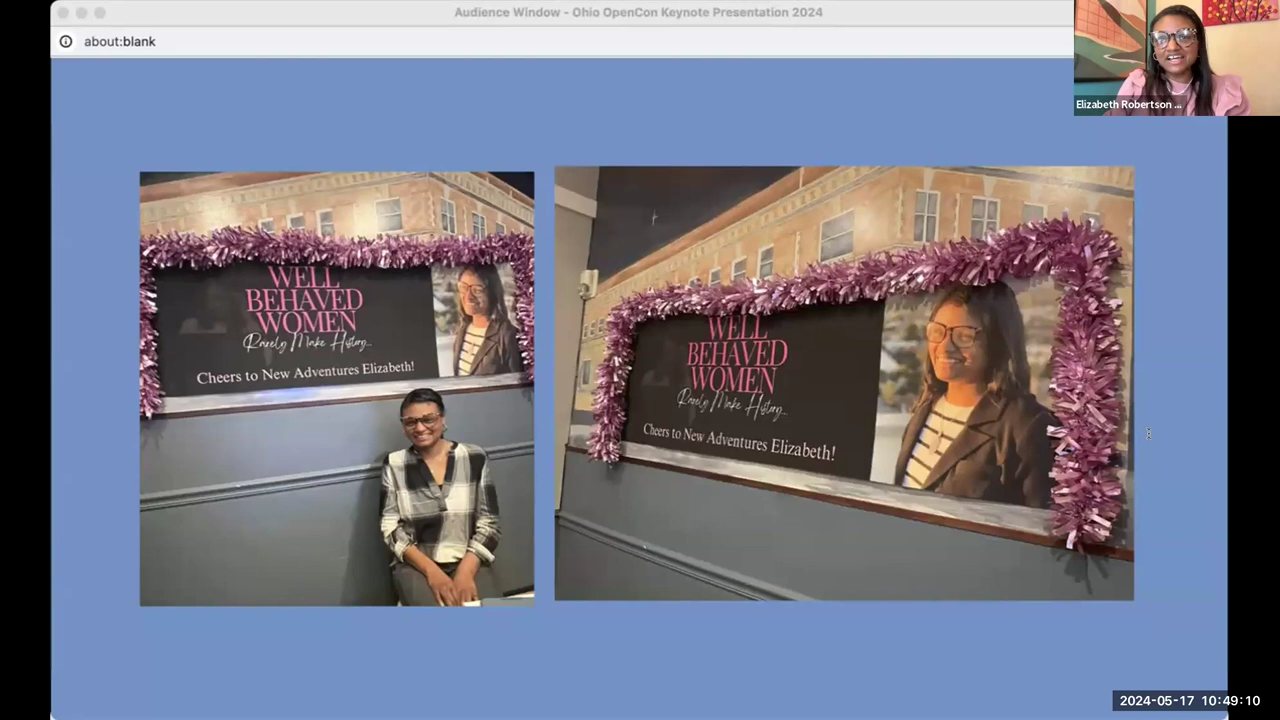 Audience Window - Ohio OpenCon Keynote Presentation 2024
about:blank
Elizabeth Robertson ...
WELL
BEHAVED
WOMEN
Rarely Make History...
Cheers to New Adventures Elizabeth!
WELL
BEHAVED
WOMEN
Rarely Make History...
Cheers to New Adventures Elizabeth!
2024-05-17 10:49:10